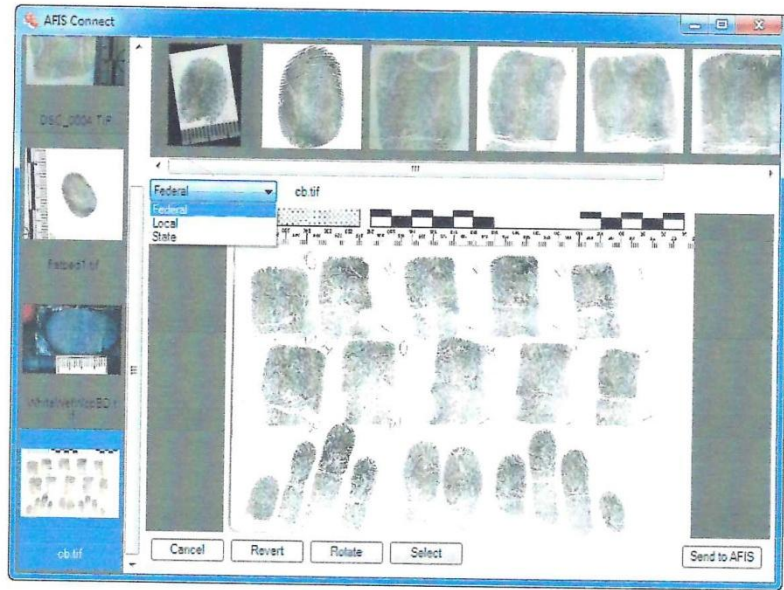 AFIS Connect
DSC_0004.TIF
Federal
cb.tif
Federal
Local
State
cb.tif
Cancel
Revert
Rotate
Select
Send to AFIS